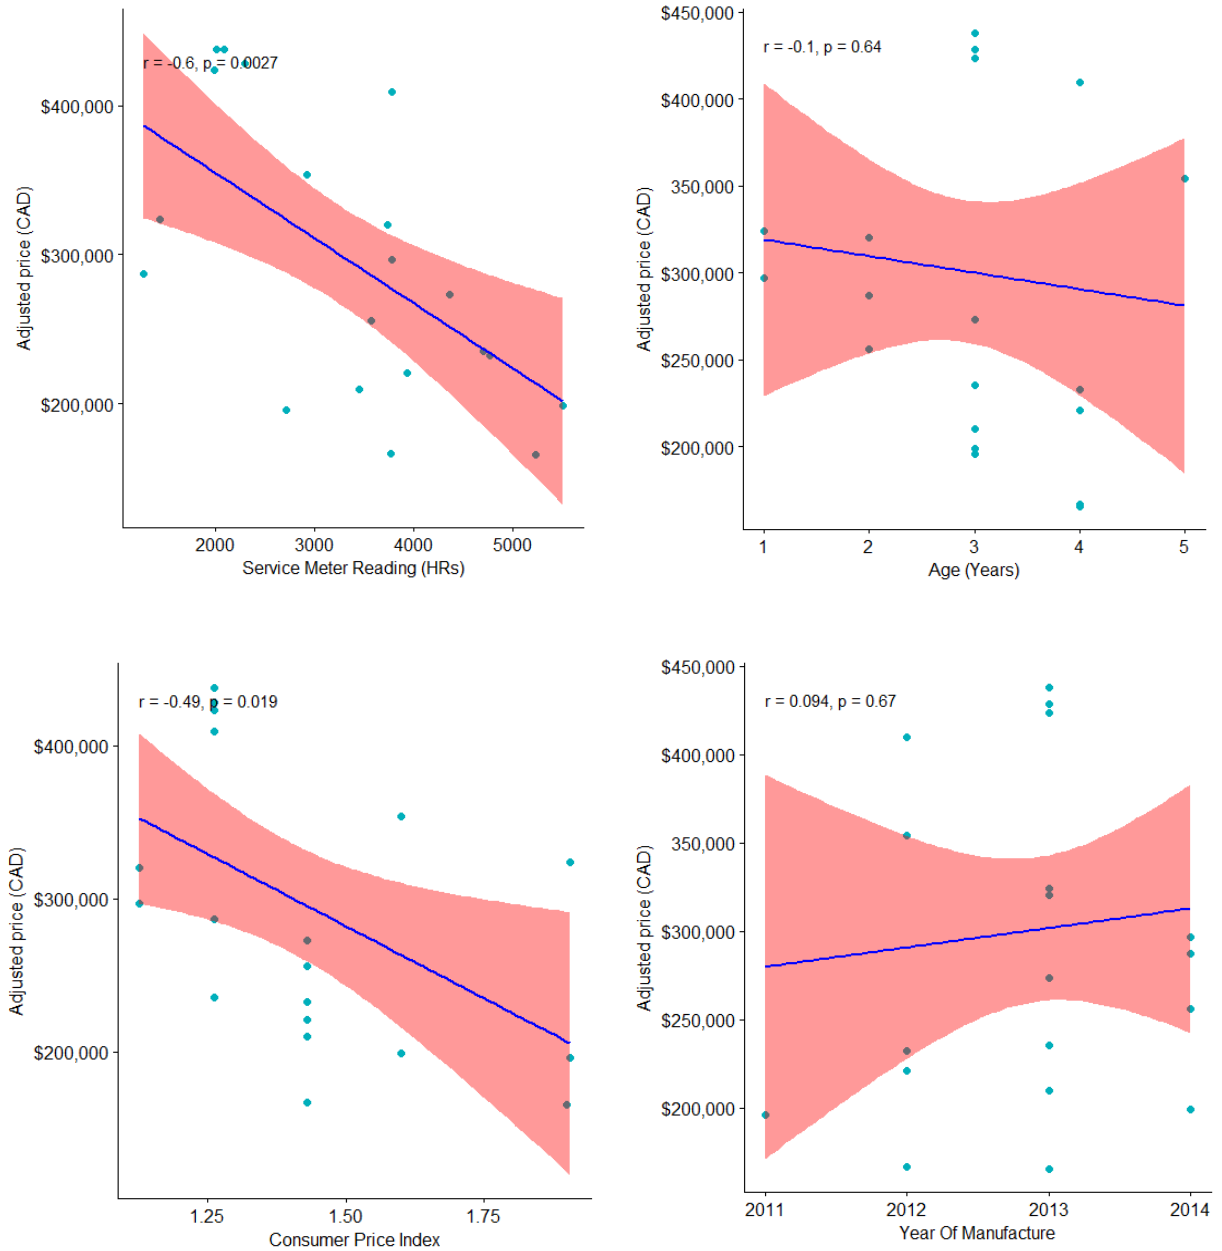 r = -0.6, p = 0.0027
$400,000
$300,000
$200,000
Adjusted price (CAD)
2000 3000 4000 5000
Service Meter Reading (HRs)
$450,000
r = -0.1, p = 0.64
$400,000
$350,000
$300,000
$250,000
$200,000
Adjusted price (CAD)
1 2 3 4 5
Age (Years)
r = -0.49, p = 0.019
$400,000
$300,000
$200,000
Adjusted price (CAD)
1.25 1.50 1.75
Consumer Price Index
$450,000
r = 0.094, p = 0.67
$400,000
$350,000
$300,000
$250,000
$200,000
Adjusted price (CAD)
2011 2012 2013 2014
Year Of Manufacture